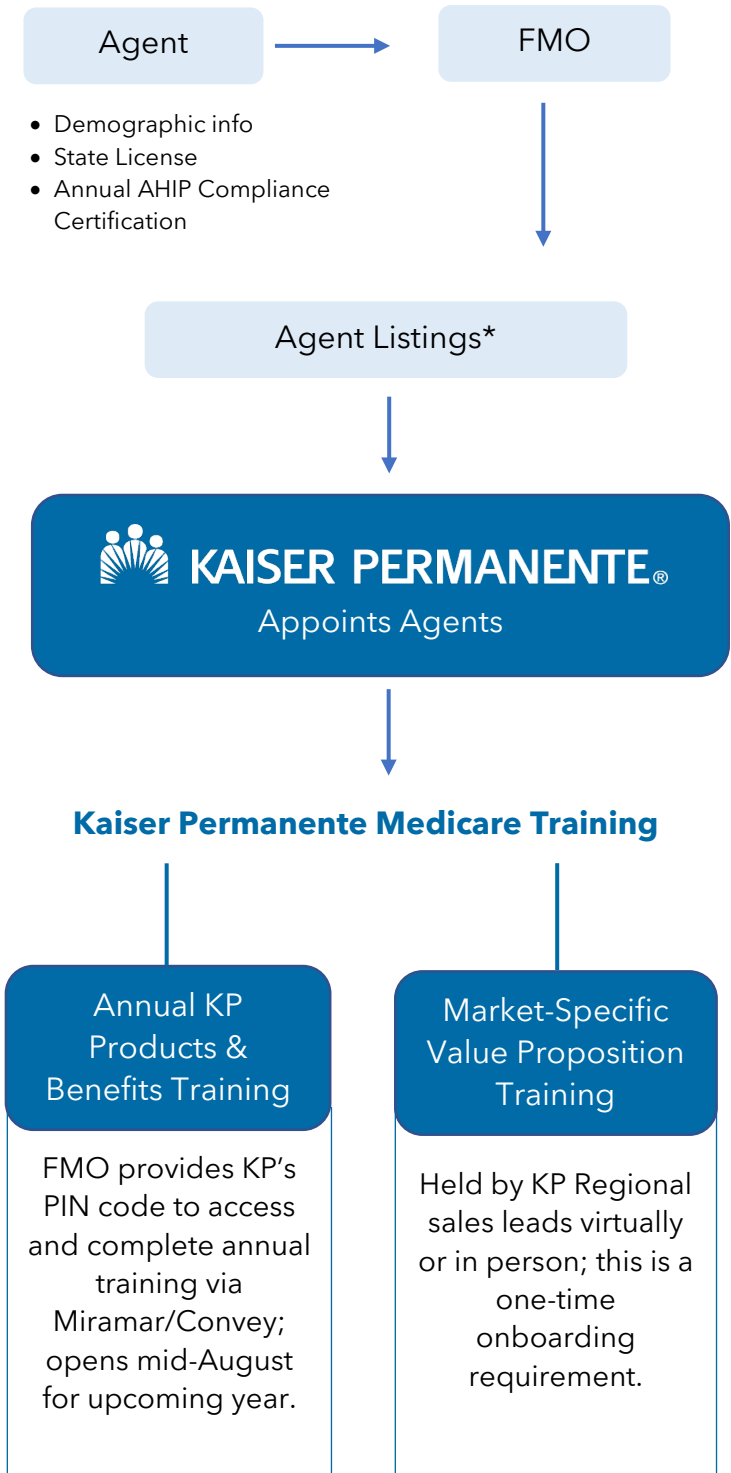 Agent
FMO
• Demographic info
• State License
• Annual AHIP Compliance
Certification
Agent Listings*
KAISER PERMANENTE®
Appoints Agents
Kaiser Permanente Medicare Training
Annual KP
Products &
Benefits Training
FMO provides KP’s
PIN code to access
and complete annual
training via
Miramar/Convey;
opens mid-August
for upcoming year.
Market-Specific
Value Proposition
Training
Held by KP Regional
sales leads virtually
or in person; this is a
one-time
onboarding
requirement.